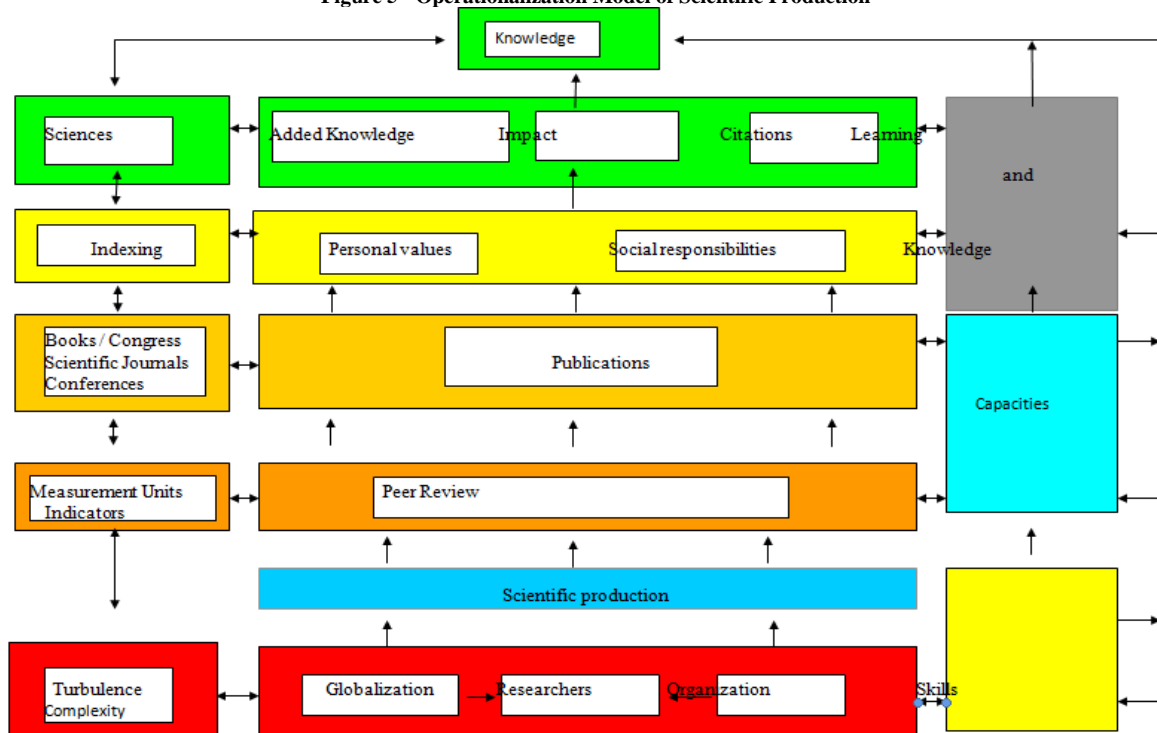 Figure 3 - Operationalization Model of Scientific Production
Knowledge
Sciences
Added Knowledge Impact Citations Learning
and
Indexing
Personal values Social responsibilities Knowledge
Books / Congress
Scientific Journals
Conferences
Publications
Capacities
Measurement Units
Indicators
Peer Review
Scientific production
Turbulence
Complexity
Globalization Researchers Organization Skills